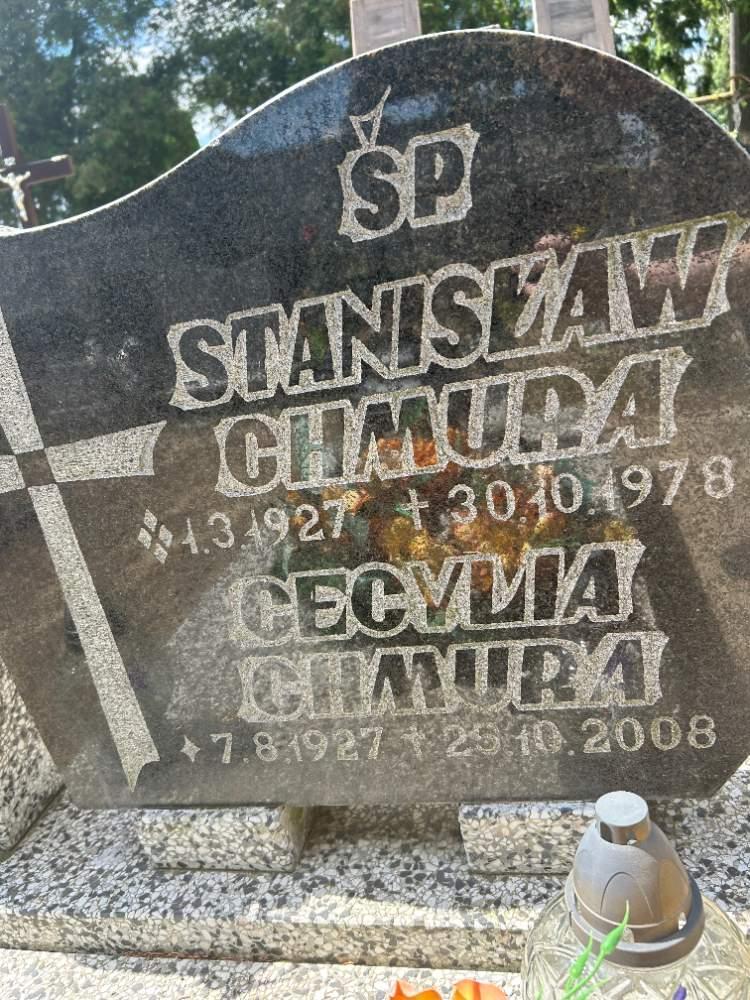 ŚP
STANISŁAW
CHMURA
1.3.1927 † 30.10.1978
CECYLIA
CHMURA
7.8.1927 † 29.10.2008